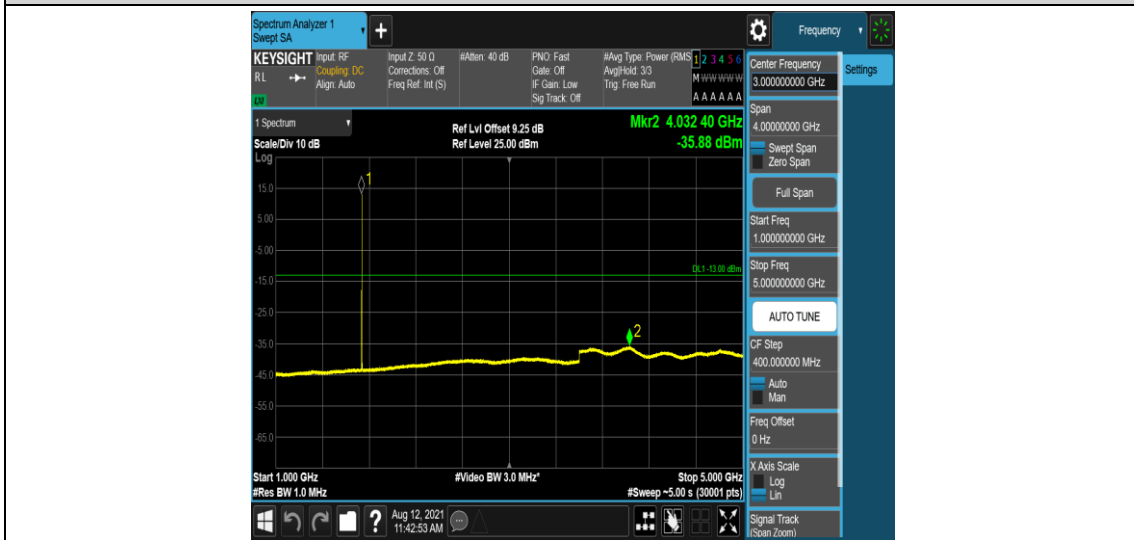 Spectrum Analyzer 1
Swept SA
Frequency
KEYSIGHT
RL
Input: RF
Coupling: DC
Align: Auto
Input Z: 50 Ω
Corrections: Off
Freq Ref: Int (S)
#Atten: 40 dB
PNO: Fast
Gate: Off
IF Gain: Low
Sig Track: Off
#Avg Type: Power (RMS
Avg|Hold: 3/3
Trig: Free Run
1 2 3 4 5 6
M W W W W W
A A A A A A
Center Frequency
3.000000000 GHz
Settings
Span
4.00000000 GHz
Swept Span
Zero Span
Full Span
Start Freq
1.000000000 GHz
Stop Freq
5.000000000 GHz
AUTO TUNE
CF Step
400.000000 MHz
Auto
Man
Freq Offset
0 Hz
X Axis Scale
Log
Lin
Signal Track
(Span Zoom)
1 Spectrum
Scale/Div 10 dB
Log
Ref Lvl Offset 9.25 dB
Ref Level 25.00 dBm
Mkr2 4.032 40 GHz
-35.88 dBm
1
15.0
5.00
-5.00
DL1 -13.00 dBm
-15.0
-25.0
2
-35.0
-45.0
-55.0
-65.0
Start 1.000 GHz
#Res BW 1.0 MHz
#Video BW 3.0 MHz*
Stop 5.000 GHz
#Sweep ~5.00 s (30001 pts)
Aug 12, 2021
11:42:53 AM